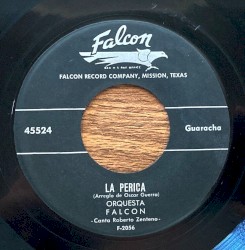 Falcon
FALCON RECORD COMPANY, MISSION, TEXAS
45524
Guaracha
LA PERICA
(Arreglo de Oscar Guerra)
ORQUESTA
FALCON
-Canta Roberto Zenteno-
F-2056